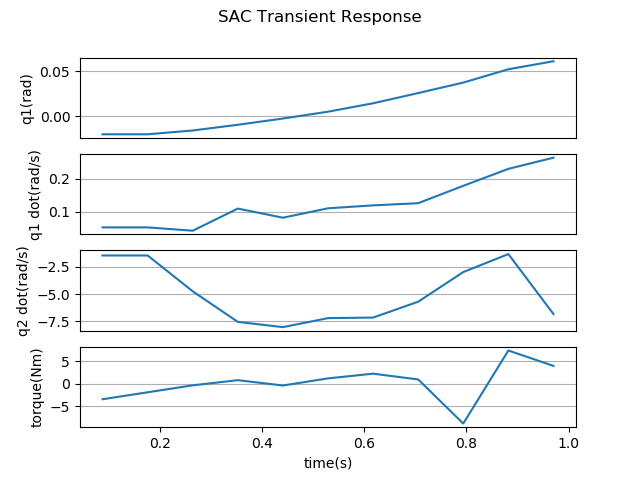 SAC Transient Response
q1(rad)
0.05
0.00
q1 dot(rad/s)
0.2
0.1
q2 dot(rad/s)
−2.5
−5.0
−7.5
torque(Nm)
5
0
−5
0.2 0.4 0.6 0.8 1.0
time(s)